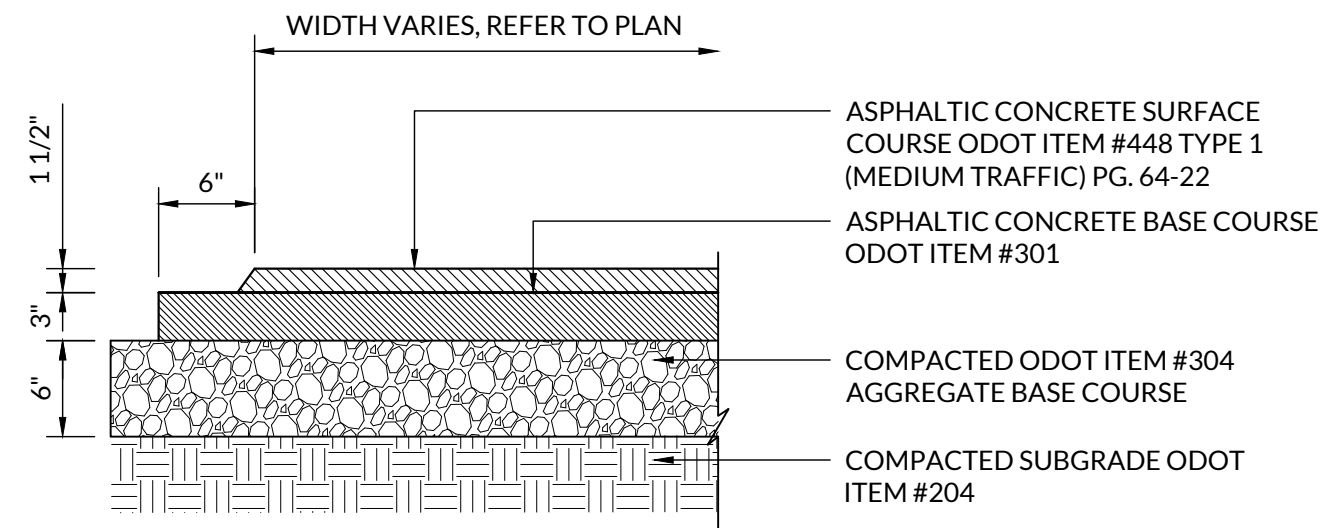 WIDTH VARIES, REFER TO PLAN
1 1/2"
6"
3"
6"
ASPHALTIC CONCRETE SURFACE
COURSE ODOT ITEM #448 TYPE 1
(MEDIUM TRAFFIC) PG. 64-22
ASPHALTIC CONCRETE BASE COURSE
ODOT ITEM #301
COMPACTED ODOT ITEM #304
AGGREGATE BASE COURSE
COMPACTED SUBGRADE ODOT
ITEM #204